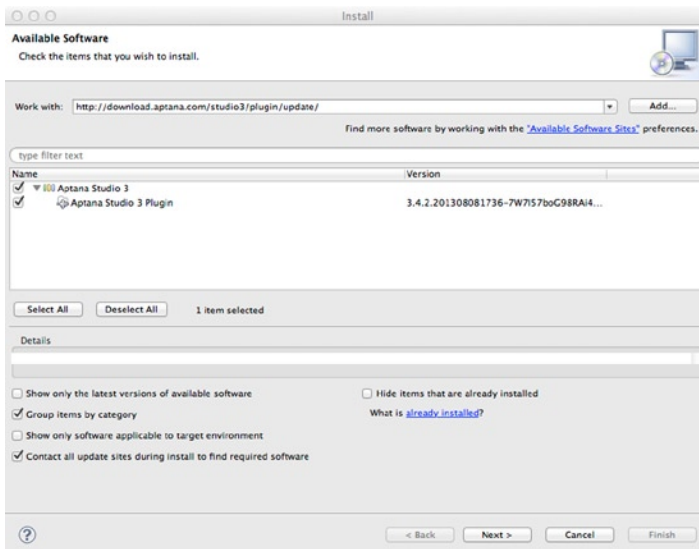 Install
Available Software
Check the items that you wish to install.
Work with: http://download.aptana.com/studio3/plugin/update/ Add...
Find more software by working with the "Available Software Sites" preferences.
type filter text
Name Version
Aptana Studio 3
Aptana Studio 3 Plugin 3.4.2.201308081736-7W7I57boG98RAi4...
Select All Deselect All 1 item selected
Details
Show only the latest versions of available software Hide items that are already installed
Group items by category What is already installed?
Show only software applicable to target environment
Contact all update sites during install to find required software
? < Back Next > Cancel Finish